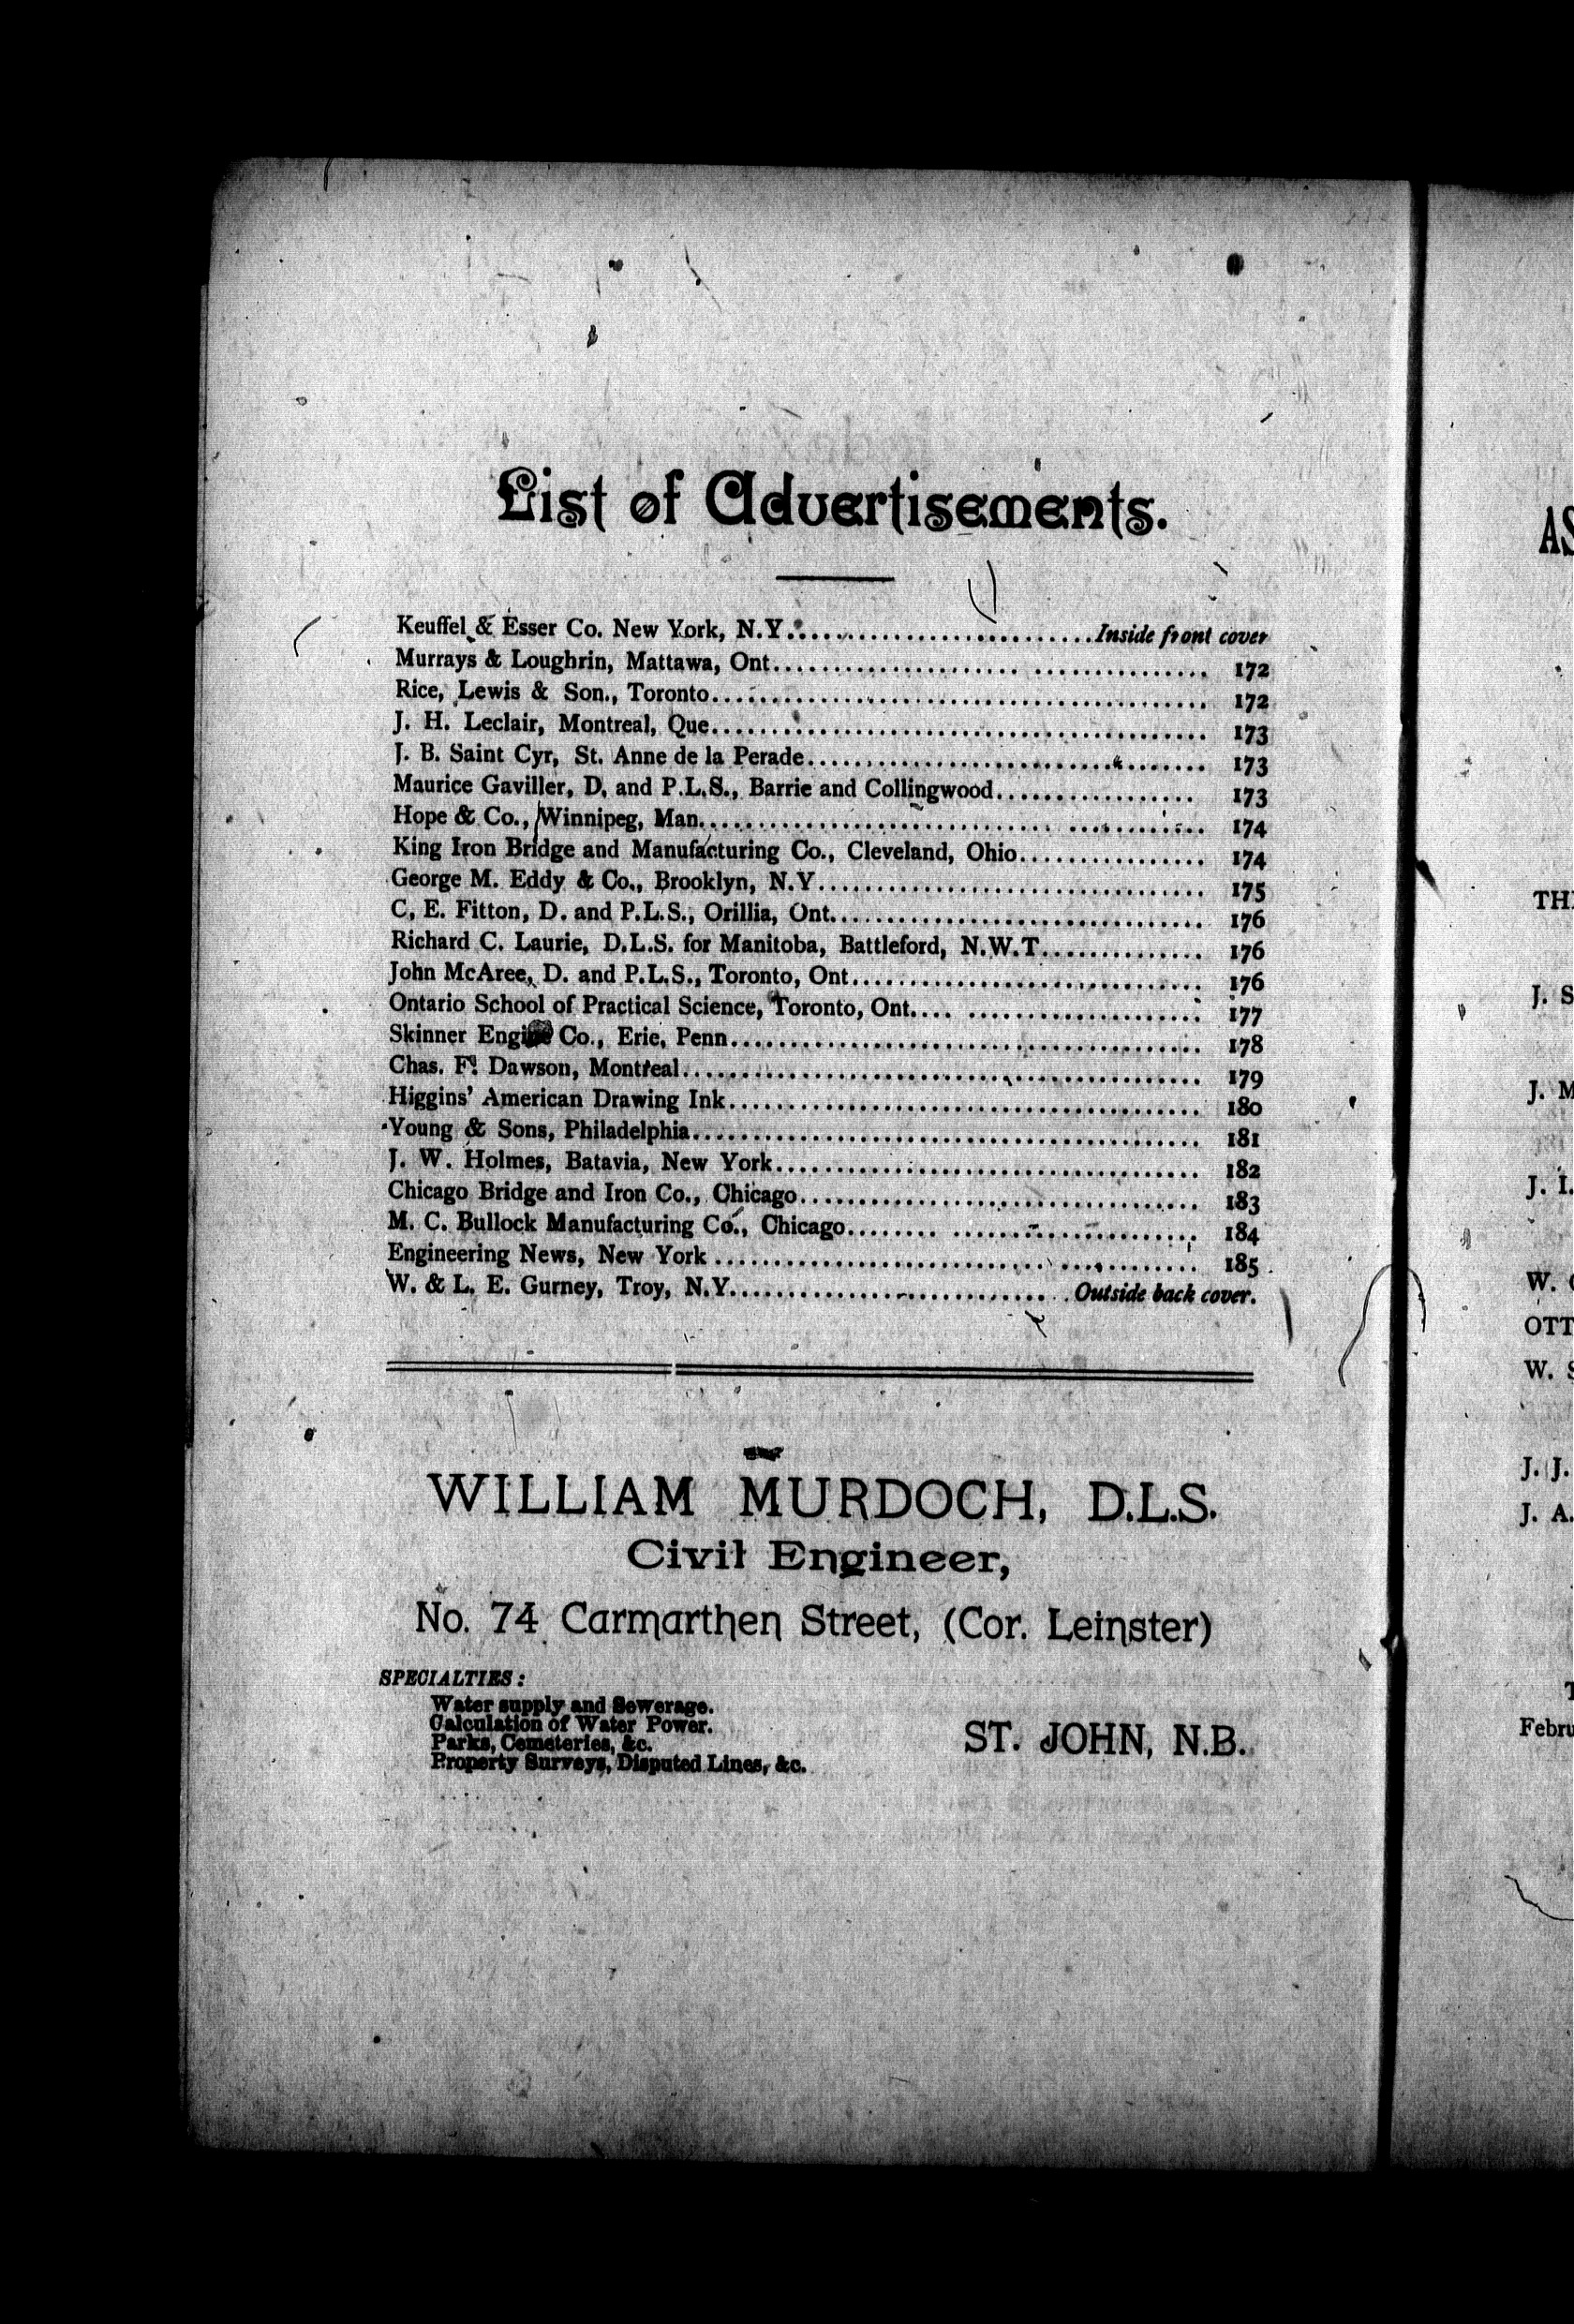 List of Advertisements.
Keuffel & Esser Co. New York, N.Y..........Inside front cover
Murrays & Loughrin, Mattawa, Ont.......... 172
Rice, Lewis & Son., Toronto.......... 172
J. H. Leclair, Montreal, Que.......... 173
J. B. Saint Cyr, St. Anne de la Perade.......... 173
Maurice Gaviller, D. and P.L.S., Barrie and Collingwood.......... 173
Hope & Co., Winnipeg, Man.......... 174
King Iron Bridge and Manufacturing Co., Cleveland, Ohio.......... 174
George M. Eddy & Co., Brooklyn, N.Y.......... 175
C. E. Fitton, D. and P.L.S., Orillia, Ont.......... 176
Richard C. Laurie, D.L.S. for Manitoba, Battleford, N.W.T.......... 176
John McAree, D. and P.L.S., Toronto, Ont.......... 176
Ontario School of Practical Science, Toronto, Ont.......... 177
Skinner Engine Co., Erie, Penn.......... 178
Chas. F. Dawson, Montreal.......... 179
Higgins' American Drawing Ink.......... 180
Young & Sons, Philadelphia.......... 181
J. W. Holmes, Batavia, New York.......... 182
Chicago Bridge and Iron Co., Chicago.......... 183
M. C. Bullock Manufacturing Co., Chicago.......... 184
Engineering News, New York .......... 185
W. & L. E. Gurney, Troy, N.Y.......... Outside back cover.
WILLIAM MURDOCH, D.L.S.
Civil Engineer,
No. 74 Carmarthen Street, (Cor. Leinster)
SPECIALTIES:
Water supply and Sewerage.
Calculation of Water Power.
Parks, Cemeteries, &c.
Property Surveys, Disputed Lines, &c.
ST. JOHN, N.B.
J. S
J. M
J. I.
W. S
J. J.
J. A.